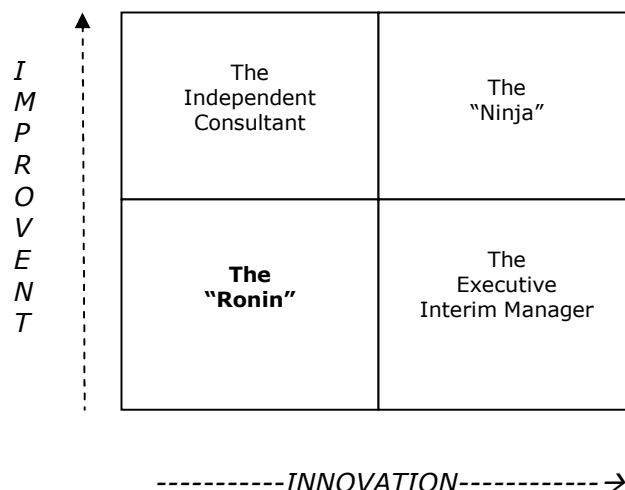 I
M
P
R
O
V
E
N
T
The
Independent
Consultant
The
“Ninja”
The
“Ronin”
The
Executive
Interim Manager
-----------INNOVATION------------→